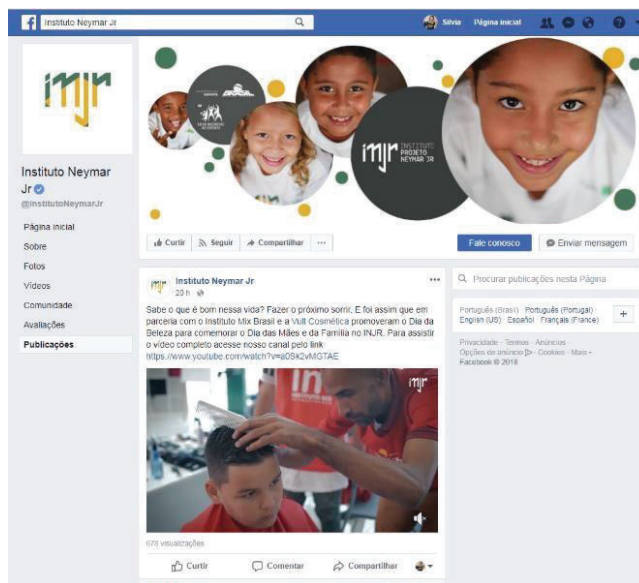 Instituto Neymar Jr
Silvia Página inicial
imjr
INSTITUTO
PROJETO
NEYMAR JR
Instituto Neymar
Jr
@InstitutoNeymarJr
Página inicial
Sobre
Fotos
Vídeos
Comunidade
Avaliações
Publicações
Curtir Seguir Compartilhar ...
Fale conosco Enviar mensagem
Instituto Neymar Jr
20 h
Sabe o que é bom nessa vida? Fazer o próximo sorrir. E foi assim que em
parceria com o Instituto Mix Brasil e a Vult Cosmética promoveram o Dia da
Beleza para comemorar o Dia das Mães e da Família no INJR. Para assistir
o vídeo completo acesse nosso canal pelo link
https://www.youtube.com/watch?v=a0Sk2vMGTAE
678 visualizações
Curtir Comentar Compartilhar
Procurar publicações nesta Página
Português (Brasil) · Português (Portugal) ·
English (US) · Español · Français (France)
Privacidade · Termos · Anúncios ·
Opções de anúncio · Cookies · Mais
Facebook © 2018